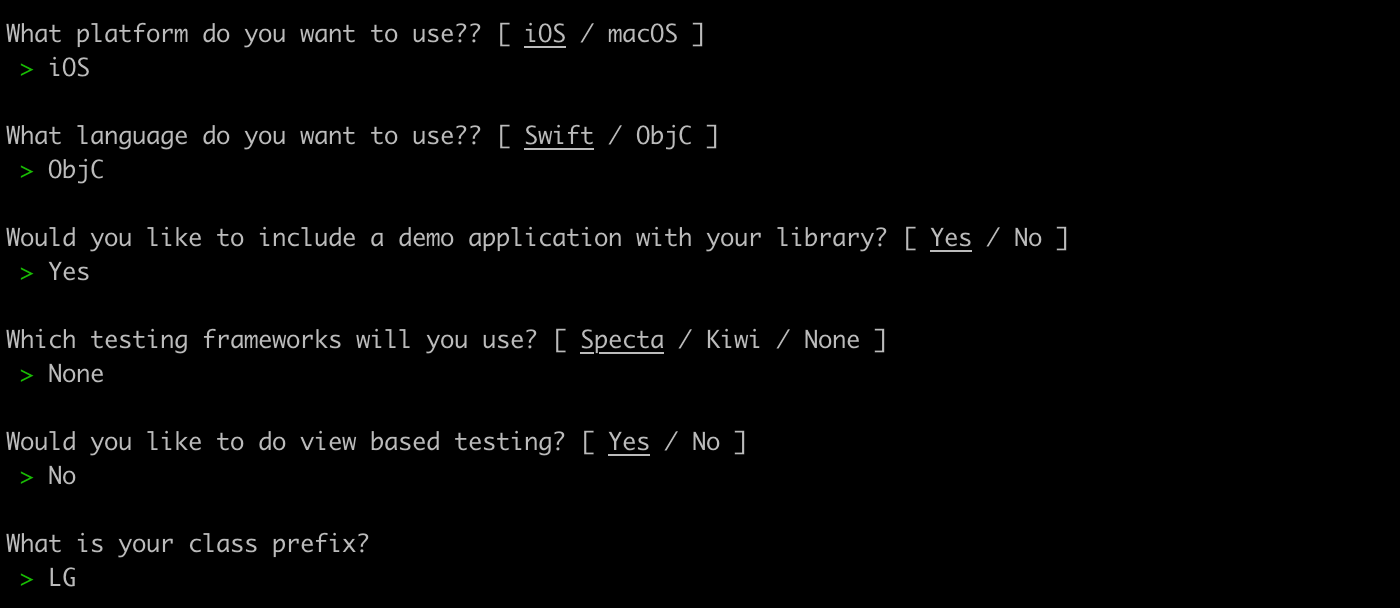 What platform do you want to use?? [ iOS / macOS ]
> iOS
What language do you want to use?? [ Swift / ObjC ]
> ObjC
Would you like to include a demo application with your library? [ Yes / No ]
> Yes
Which testing frameworks will you use? [ Specta / Kiwi / None ]
> None
Would you like to do view based testing? [ Yes / No ]
> No
What is your class prefix?
> LG